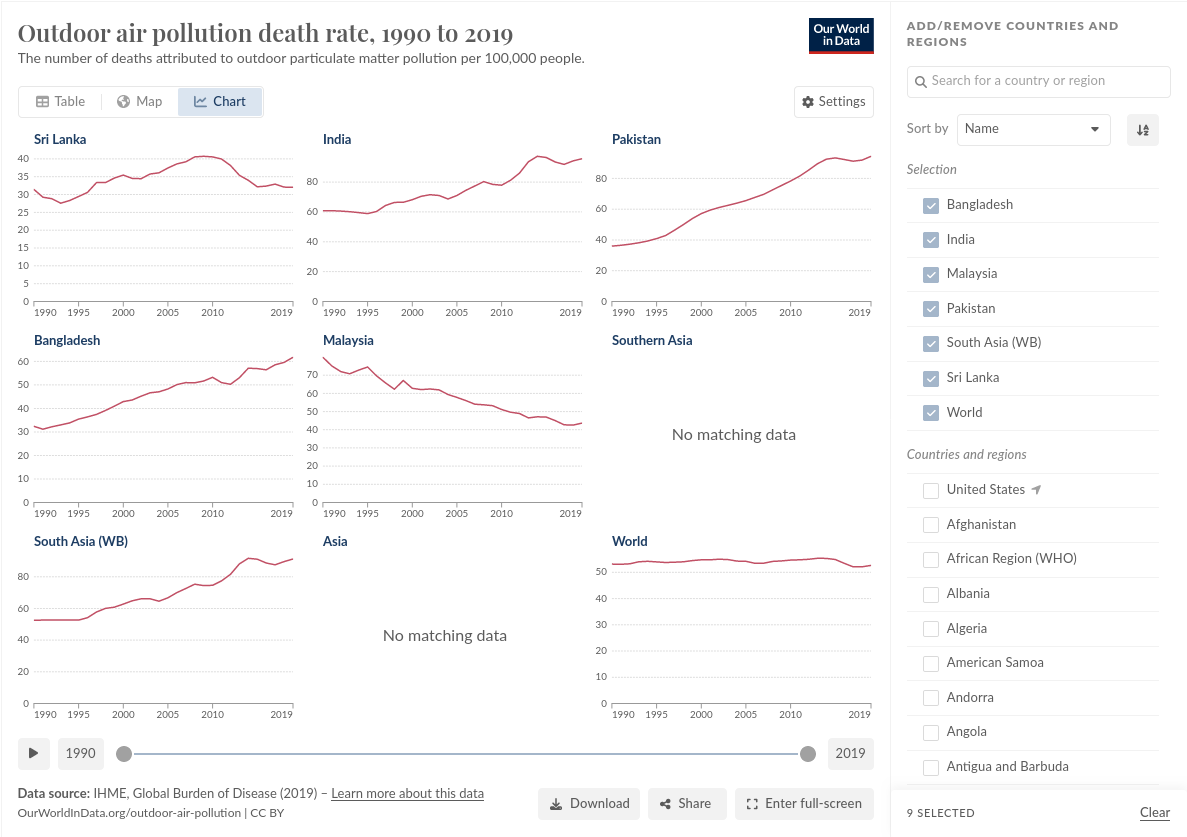 Outdoor air pollution death rate, 1990 to 2019
The number of deaths attributed to outdoor particulate matter pollution per 100,000 people.
Our World
in Data
Table Map Chart
Settings
Sri Lanka
40
35
30
25
20
15
10
5
0
1990 1995 2000 2005 2010 2019
India
80
60
40
20
0
1990 1995 2000 2005 2010 2019
Pakistan
80
60
40
20
0
1990 1995 2000 2005 2010 2019
Bangladesh
60
50
40
30
20
10
0
1990 1995 2000 2005 2010 2019
Malaysia
70
60
50
40
30
20
10
0
1990 1995 2000 2005 2010 2019
Southern Asia
No matching data
South Asia (WB)
80
60
40
20
0
1990 1995 2000 2005 2010 2019
Asia
No matching data
World
50
40
30
20
10
0
1990 1995 2000 2005 2010 2019
1990 2019
Data source: IHME, Global Burden of Disease (2019) – Learn more about this data
OurWorldInData.org/outdoor-air-pollution | CC BY
Download Share Enter full-screen
ADD/REMOVE COUNTRIES AND
REGIONS
Search for a country or region
Sort by Name
Selection
Bangladesh
India
Malaysia
Pakistan
South Asia (WB)
Sri Lanka
World
Countries and regions
United States
Afghanistan
African Region (WHO)
Albania
Algeria
American Samoa
Andorra
Angola
Antigua and Barbuda
9 SELECTED Clear